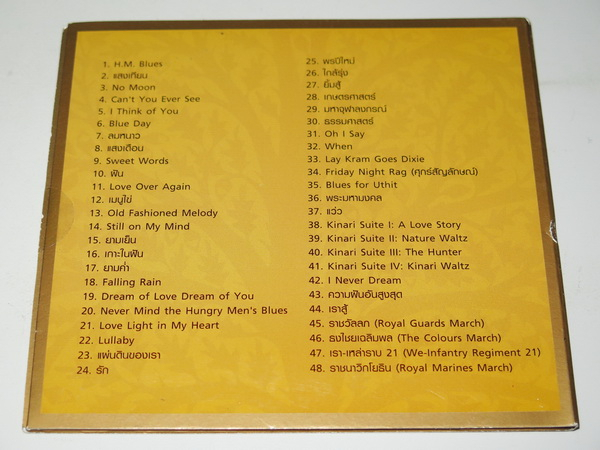 1. H.M. Blues
2. แสงเทียน
3. No Moon
4. Can't You Ever See
5. I Think of You
6. Blue Day
7. ลมหนาว
8. แสงเดือน
9. Sweet Words
10. ฝัน
11. Love Over Again
12. เมนูไข่
13. Old Fashioned Melody
14. Still on My Mind
15. ยามเย็น
16. เกาะในฝัน
17. ยามค่ำ
18. Falling Rain
19. Dream of Love Dream of You
20. Never Mind the Hungry Men's Blues
21. Love Light in My Heart
22. Lullaby
23. แผ่นดินของเรา
24. รัก
25. พรปีใหม่
26. ใกล้รุ่ง
27. ยิ้มสู้
28. เกษตรศาสตร์
29. มหาจุฬาลงกรณ์
30. ธรรมศาสตร์
31. Oh I Say
32. When
33. Lay Kram Goes Dixie
34. Friday Night Rag (ศุกร์สัญลักษณ์)
35. Blues for Uthit
36. พระมหามงคล
37. แว่ว
38. Kinari Suite I: A Love Story
39. Kinari Suite II: Nature Waltz
40. Kinari Suite III: The Hunter
41. Kinari Suite IV: Kinari Waltz
42. I Never Dream
43. ความฝันอันสูงสุด
44. เราสู้
45. ราชวัลลภ (Royal Guards March)
46. ธงไชยเฉลิมพล (The Colours March)
47. เรา-เหล่าราบ 21 (We-Infantry Regiment 21)
48. ราชนาวิกโยธิน (Royal Marines March)